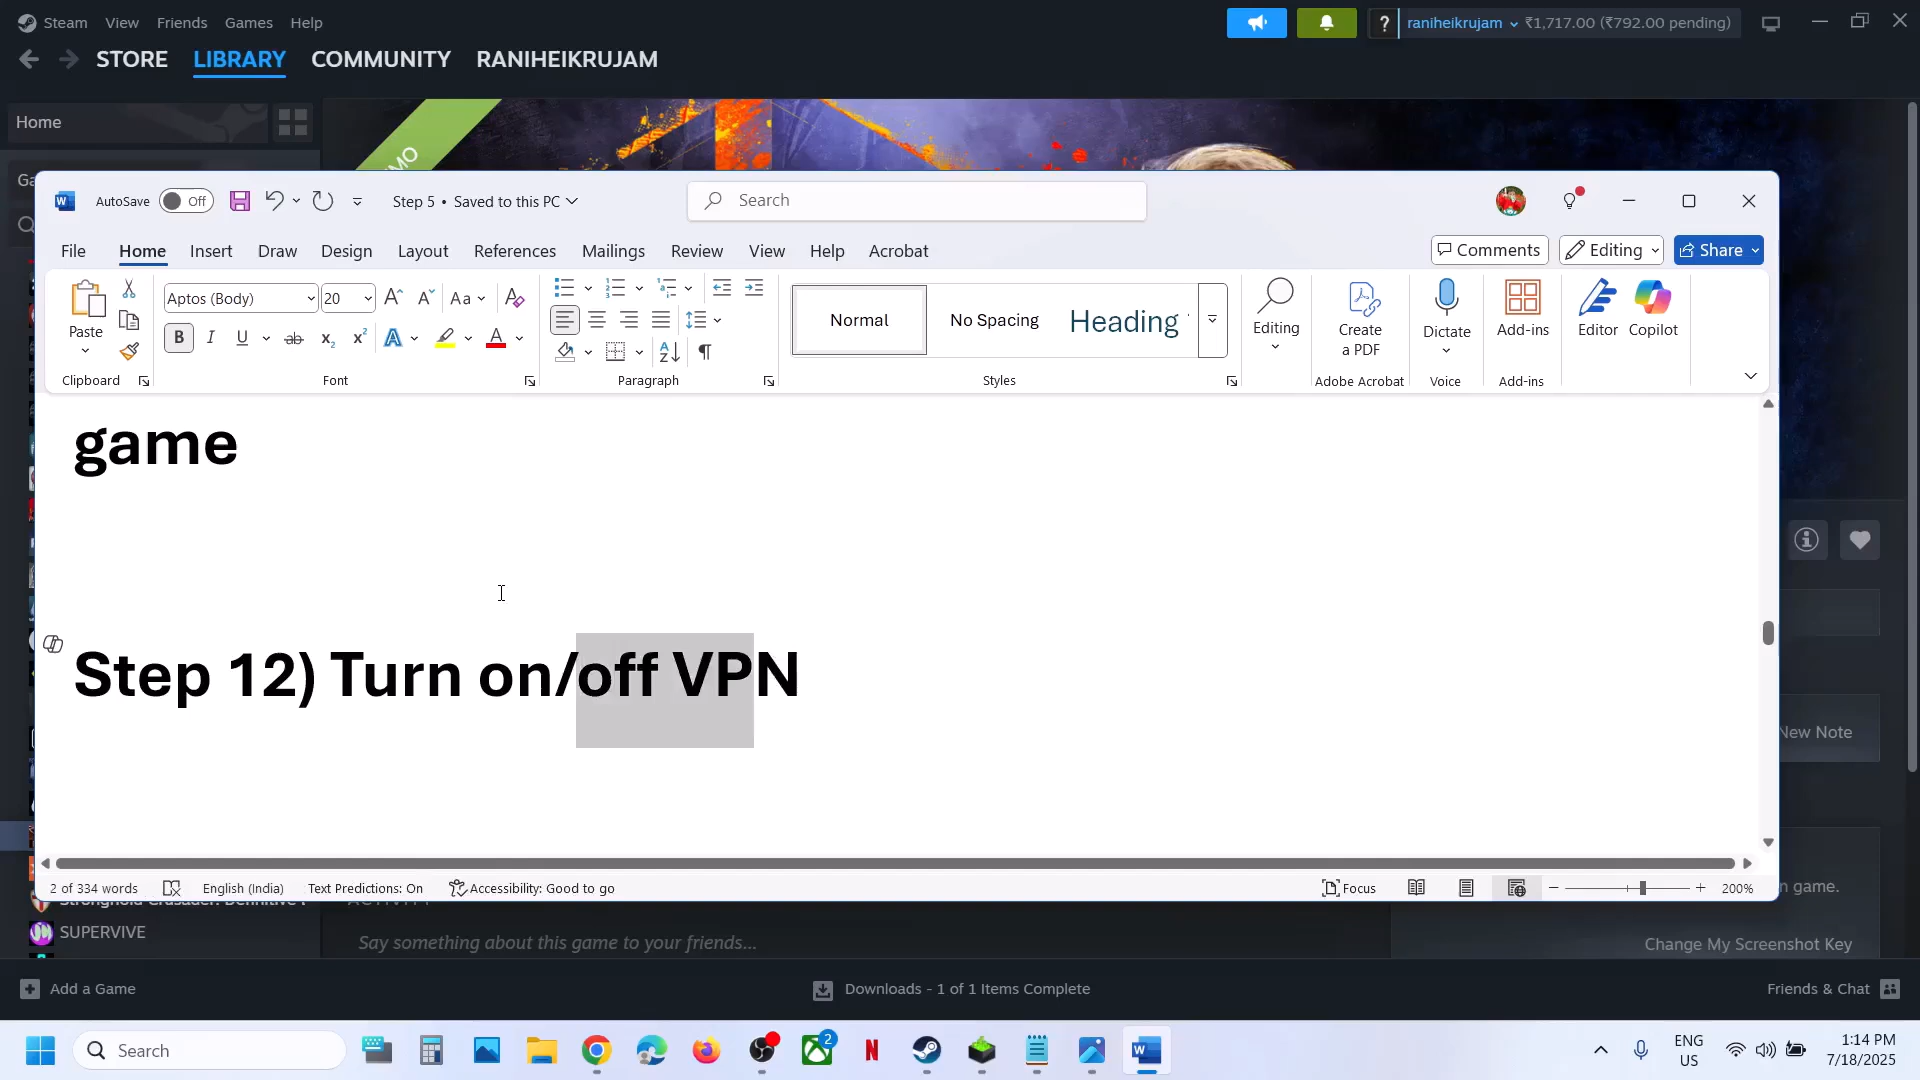 Steam View Friends Games Help
? raniheikrujam ₹1,717.00 (₹792.00 pending)
STORE LIBRARY COMMUNITY RANIHEIKRUJAM
Home
MO
Ga
AutoSave Off Step 5 • Saved to this PC Search
File Home Insert Draw Design Layout References Mailings Review View Help Acrobat Comments Editing Share
Paste Aptos (Body) 20 Aa Normal No Spacing Heading Editing Create a PDF Dictate Add-ins Editor Copilot
Clipboard Font Paragraph Styles Adobe Acrobat Voice Add-ins
game
Step 12) Turn on/off VPN
New Note
n game.
2 of 334 words English (India) Text Predictions: On Accessibility: Good to go Focus 200%
SUPERVIVE
Say something about this game to your friends...
Change My Screenshot Key
Add a Game Downloads - 1 of 1 Items Complete Friends & Chat
Search 2 ENG US 1:14 PM 7/18/2025